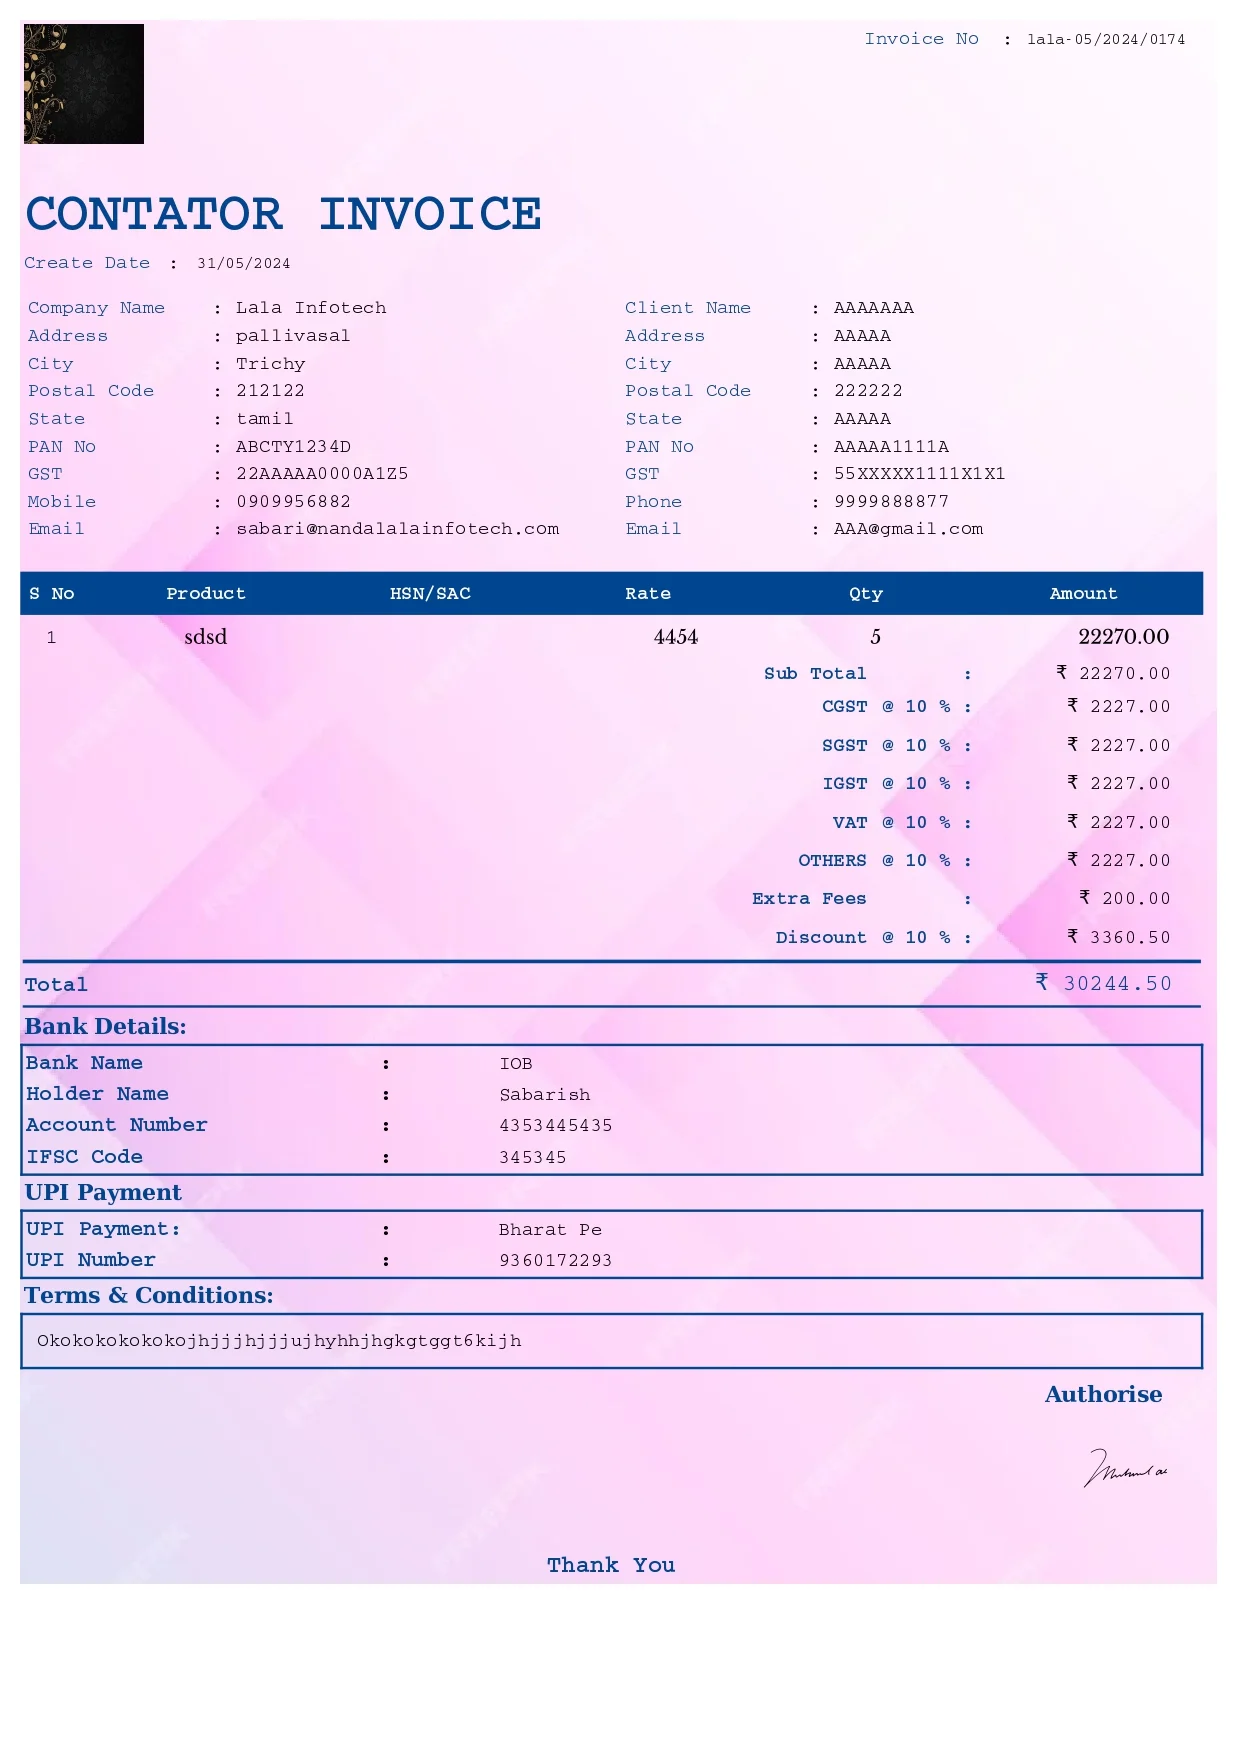 Invoice No : lala-05/2024/0174
CONTATOR INVOICE
Create Date : 31/05/2024
Company Name : Lala Infotech
Address : pallivasal
City : Trichy
Postal Code : 212122
State : tamil
PAN No : ABCTY1234D
GST : 22AAAAA0000A1Z5
Mobile : 0909956882
Email : sabari@nandalalainfotech.com
Client Name : AAAAAAA
Address : AAAAA
City : AAAAA
Postal Code : 222222
State : AAAAA
PAN No : AAAAA1111A
GST : 55XXXXX1111X1X1
Phone : 9999888877
Email : AAA@gmail.com
S No Product HSN/SAC Rate Qty Amount
1 sdsd 4454 5 22270.00
Sub Total : ₹ 22270.00
CGST @ 10 % : ₹ 2227.00
SGST @ 10 % : ₹ 2227.00
IGST @ 10 % : ₹ 2227.00
VAT @ 10 % : ₹ 2227.00
OTHERS @ 10 % : ₹ 2227.00
Extra Fees : ₹ 200.00
Discount @ 10 % : ₹ 3360.50
Total ₹ 30244.50
Bank Details:
Bank Name : IOB
Holder Name : Sabarish
Account Number : 4353445435
IFSC Code : 345345
UPI Payment
UPI Payment: : Bharat Pe
UPI Number : 9360172293
Terms & Conditions:
Okokokokokokojhjjjhjjjujhyhhjhgkgtggt6kijh
Authorise
Thank You